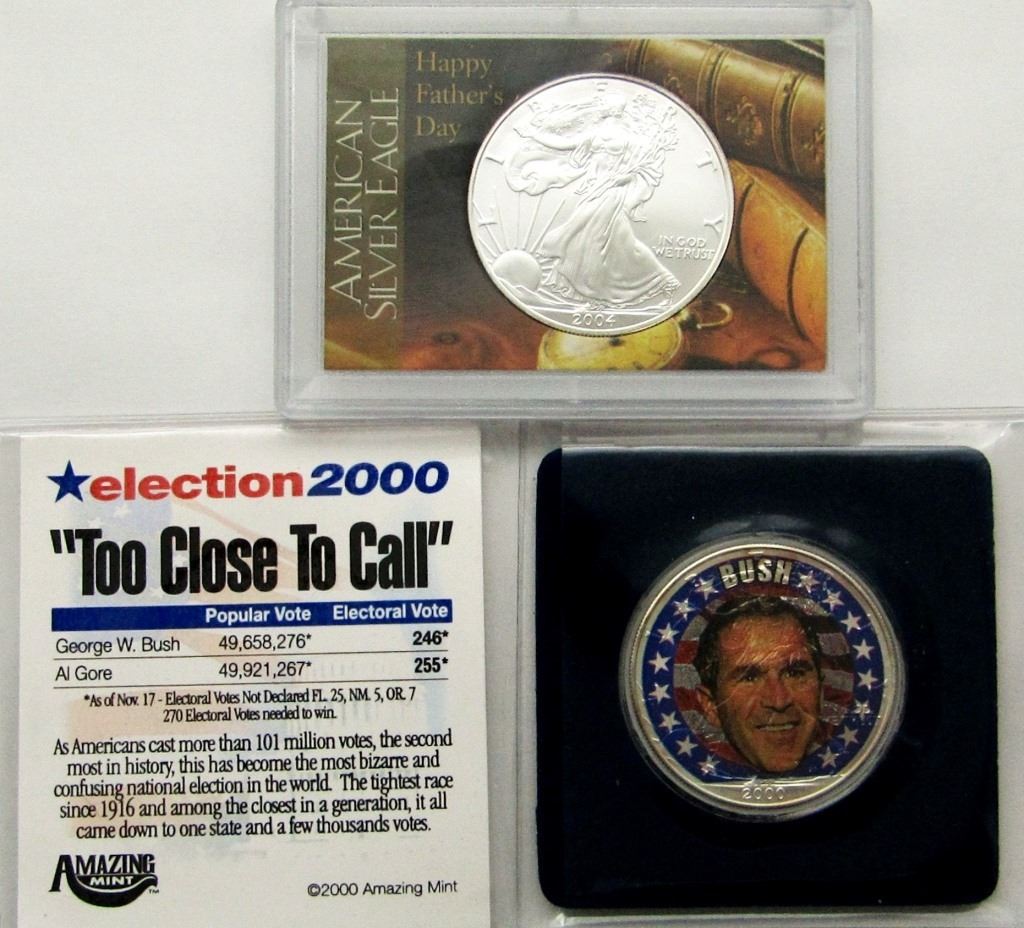 AMERICAN
SILVER EAGLE
Happy
Father's
Day
LIBERTY
IN GOD
WE TRUST
2004
election2000
"Too Close To Call"
Popular Vote Electoral Vote
George W. Bush 49,658,276* 246*
Al Gore 49,921,267* 255*
*As of Nov. 17 - Electoral Votes Not Declared FL. 25, NM. 5, OR. 7
270 Electoral Votes needed to win.
As Americans cast more than 101 million votes, the second
most in history, this has become the most bizarre and
confusing national election in the world. The tightest race
since 1916 and among the closest in a generation, it all
came down to one state and a few thousands votes.
AMAZING
MINT™
©2000 Amazing Mint
BUSH
2000